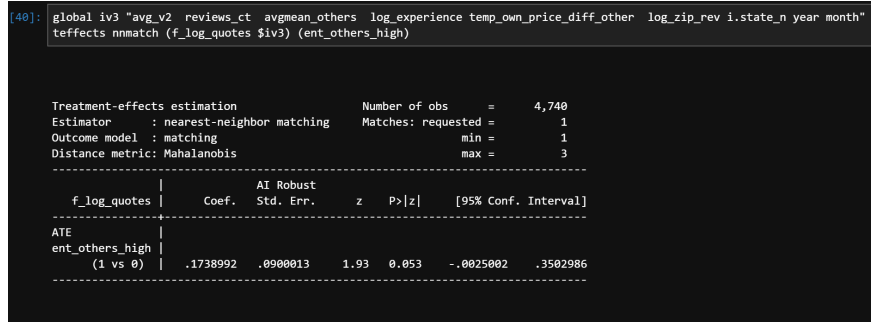 [40]: global iv3 "avg_v2  reviews_ct  avgmean_others  log_experience temp_own_price_diff_other  log_zip_rev i.state_n year month"
teffects nnmatch (f_log_quotes $iv3) (ent_others_high)
Treatment-effects estimation                   Number of obs      =      4,740
Estimator      : nearest-neighbor matching     Matches: requested =          1
Outcome model  : matching                                     min =          1
Distance metric: Mahalanobis                                  max =          3
------------------------------------------------------------------------------
             |              AI Robust
f_log_quotes |      Coef.   Std. Err.      z    P>|z|     [95% Conf. Interval]
-------------+----------------------------------------------------------------
ATE          |
ent_others_high |
(1 vs 0)  |   .1738992   .0900013     1.93   0.053    -.0025002    .3502986
------------------------------------------------------------------------------